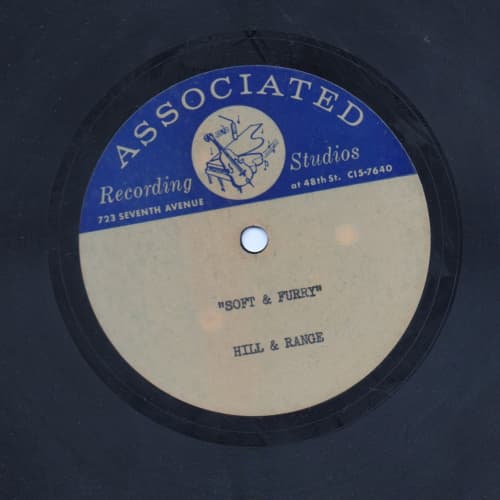 ASSOCIATED
Recording Studios
723 SEVENTH AVENUE at 48th St. CI5-7640
"SOFT & FURRY"
HILL & RANGE